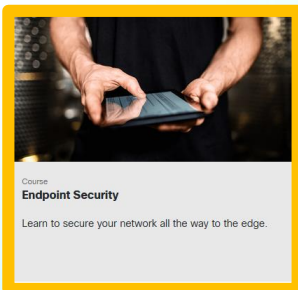 Course
Endpoint Security
Learn to secure your network all the way to the edge.